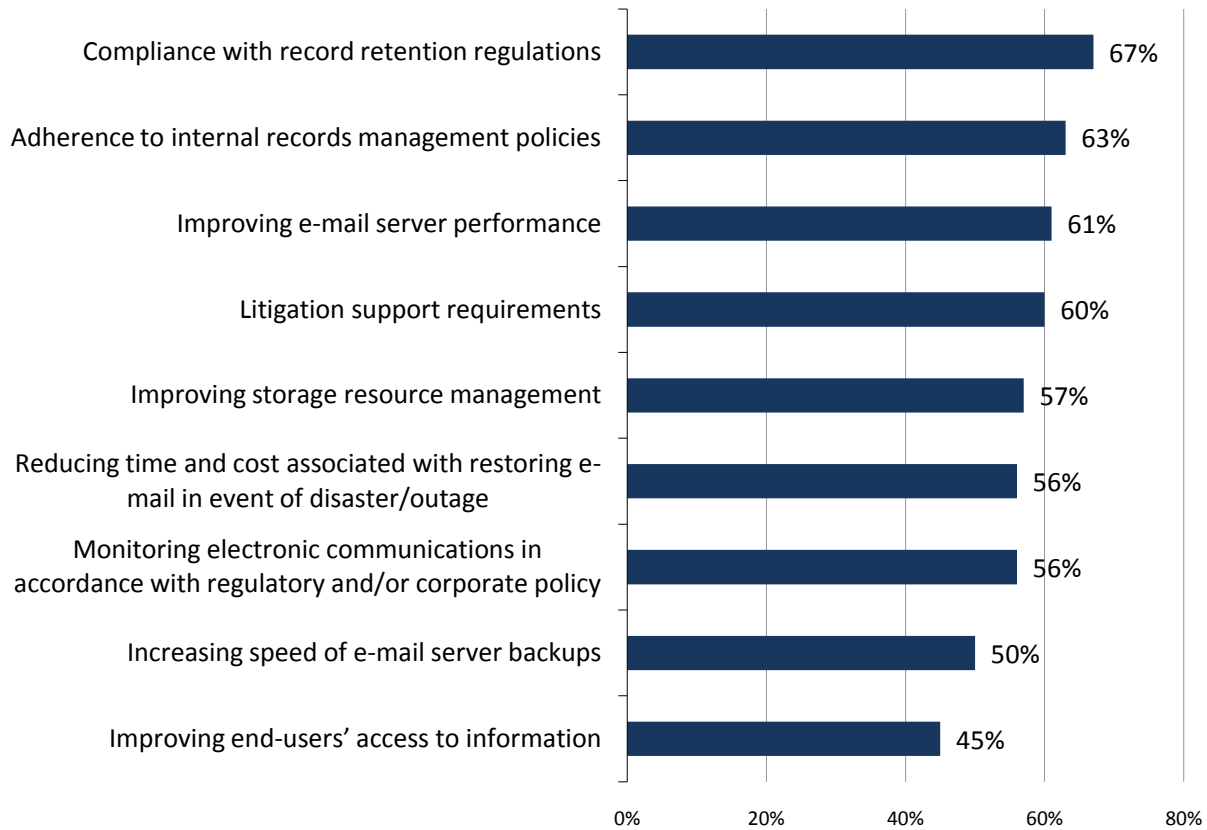 Compliance with record retention regulations
67%
Adherence to internal records management policies
63%
Improving e-mail server performance
61%
Litigation support requirements
60%
Improving storage resource management
57%
Reducing time and cost associated with restoring e-
mail in event of disaster/outage
56%
Monitoring electronic communications in
accordance with regulatory and/or corporate policy
56%
Increasing speed of e-mail server backups
50%
Improving end-users’ access to information
45%
0% 20% 40% 60% 80%